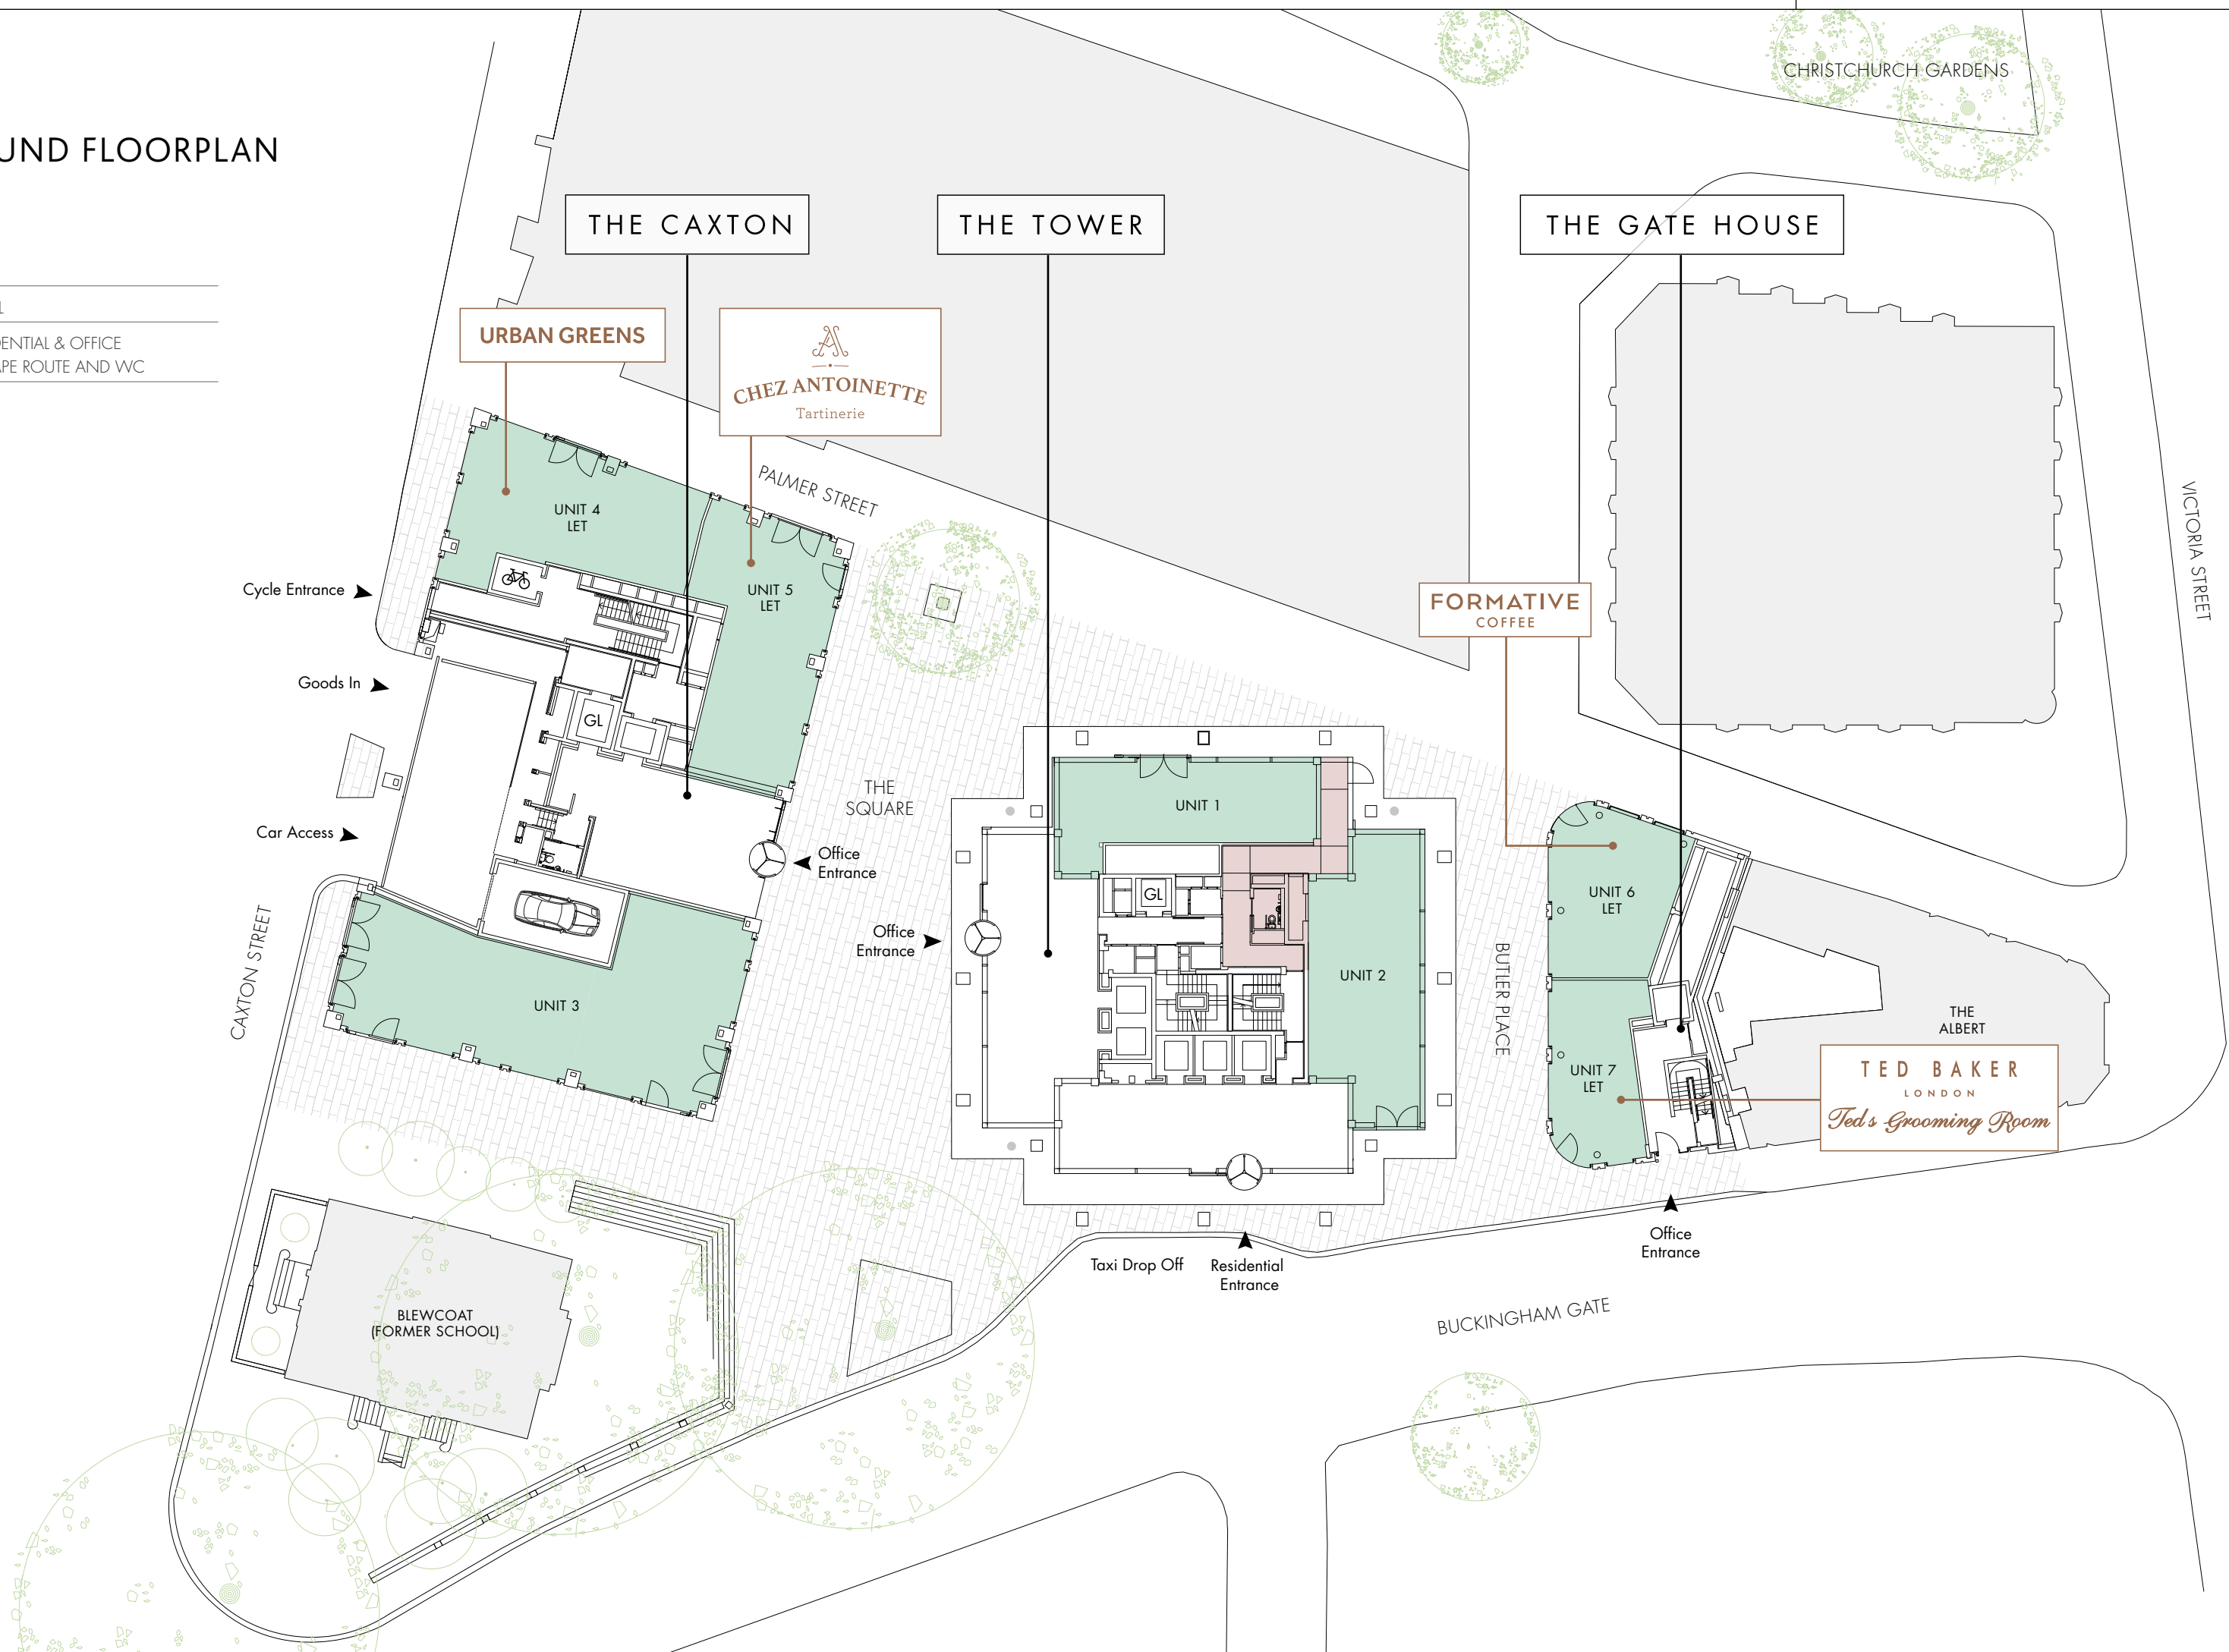 UND FLOORPLAN
CHRISTCHURCH GARDENS
THE CAXTON
THE TOWER
THE GATE HOUSE
ENTIAL & OFFICE
APE ROUTE AND WC
URBAN GREENS
A
CHEZ ANTOINETTE
Tartinerie
PALMER STREET
UNIT 4
LET
UNIT 5
LET
Cycle Entrance
Goods In
Car Access
GL
THE
SQUARE
Office
Entrance
Office
Entrance
CAXTON STREET
UNIT 3
UNIT 1
GL
UNIT 2
FORMATIVE
COFFEE
VICTORIA STREET
BUTLER PLACE
UNIT 6
LET
UNIT 7
LET
THE
ALBERT
TED BAKER
LONDON
Ted's Grooming Room
Office
Entrance
Taxi Drop Off
Residential
Entrance
BUCKINGHAM GATE
BLEWCOAT
(FORMER SCHOOL)